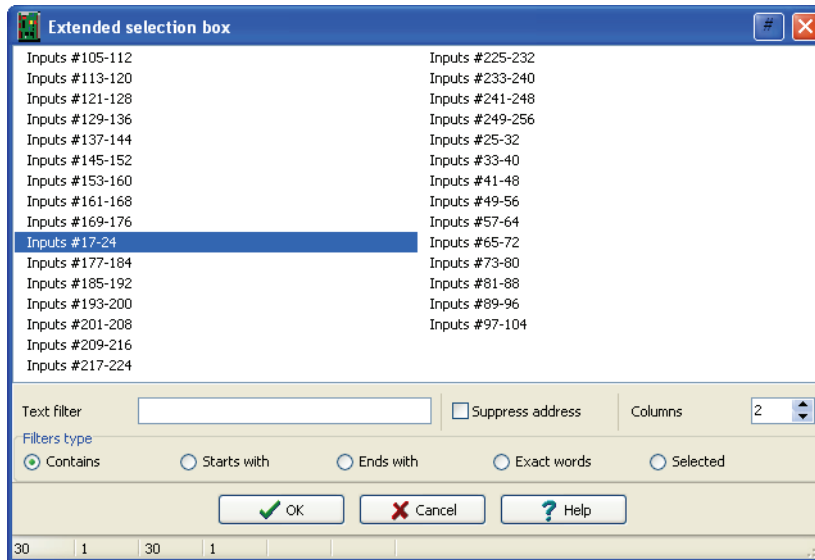 Extended selection box #
Inputs #105-112
Inputs #113-120
Inputs #121-128
Inputs #129-136
Inputs #137-144
Inputs #145-152
Inputs #153-160
Inputs #161-168
Inputs #169-176
Inputs #17-24
Inputs #177-184
Inputs #185-192
Inputs #193-200
Inputs #201-208
Inputs #209-216
Inputs #217-224
Inputs #225-232
Inputs #233-240
Inputs #241-248
Inputs #249-256
Inputs #25-32
Inputs #33-40
Inputs #41-48
Inputs #49-56
Inputs #57-64
Inputs #65-72
Inputs #73-80
Inputs #81-88
Inputs #89-96
Inputs #97-104
Text filter Suppress address Columns 2
Filters type
Contains Starts with Ends with Exact words Selected
OK Cancel Help
30 1 30 1